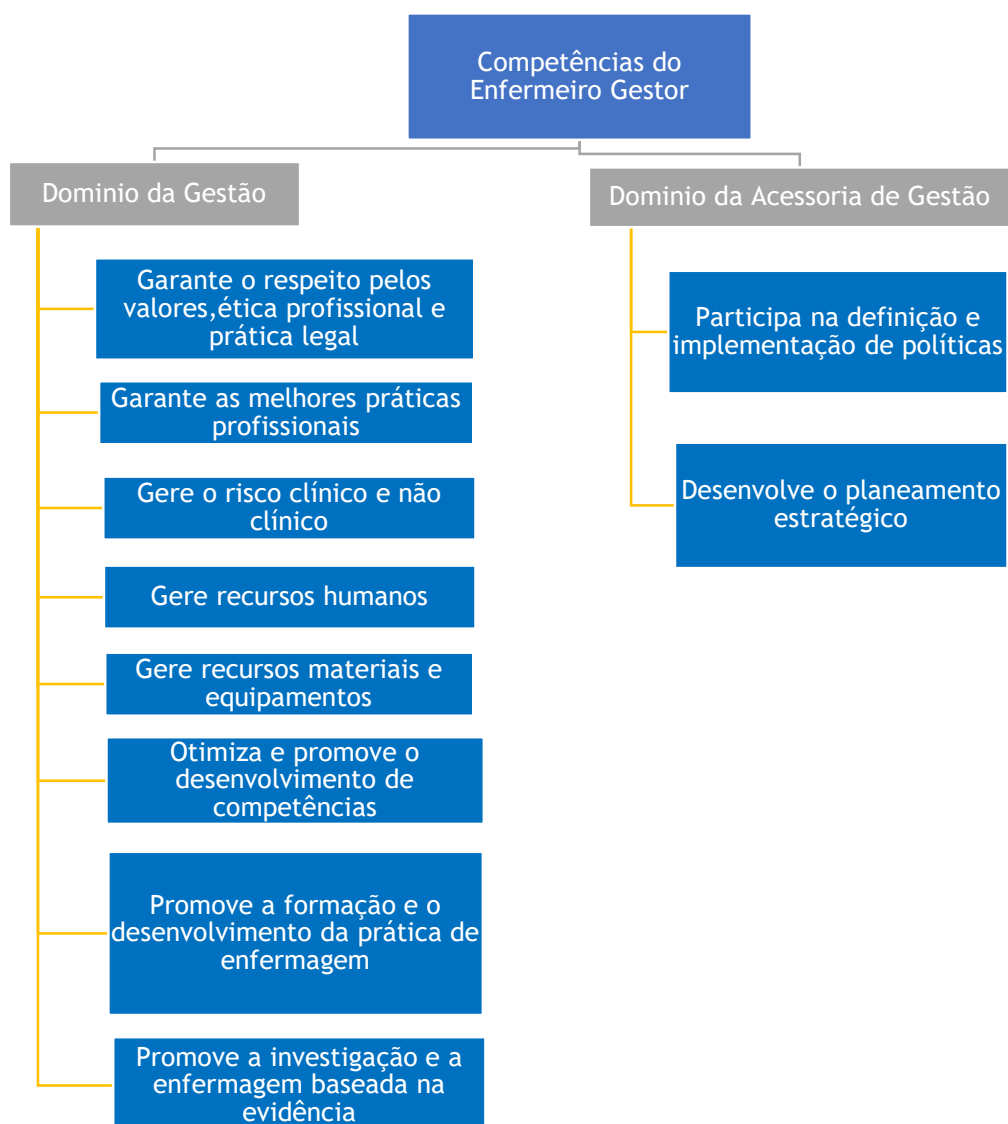 Competências do
Enfermeiro Gestor
Dominio da Gestão
Garante o respeito pelos
valores,ética profissional e
prática legal
Garante as melhores práticas
profissionais
Gere o risco clínico e não
clínico
Gere recursos humanos
Gere recursos materiais e
equipamentos
Otimiza e promove o
desenvolvimento de
competências
Promove a formação e o
desenvolvimento da prática de
enfermagem
Promove a investigação e a
enfermagem baseada na
evidência
Dominio da Acessoria de Gestão
Participa na definição e
implementação de políticas
Desenvolve o planeamento
estratégico